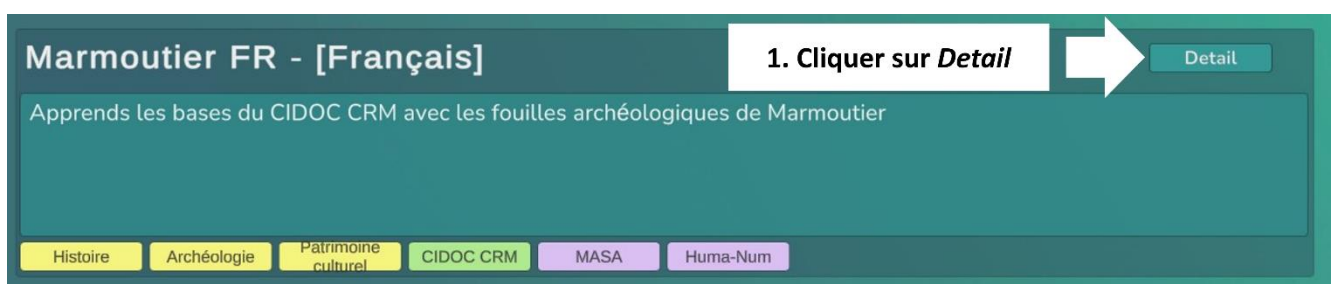 Marmoutier FR - [Français]
1. Cliquer sur Detail
Detail
Apprends les bases du CIDOC CRM avec les fouilles archéologiques de Marmoutier
Histoire
Archéologie
Patrimoine
culturel
CIDOC CRM
MASA
Huma-Num